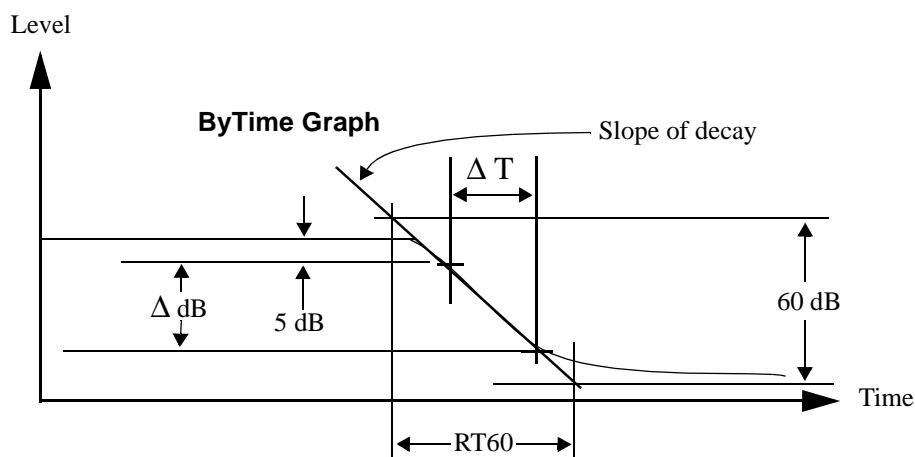 Level
ByTime Graph
Slope of decay
Δ T
Δ dB
5 dB
60 dB
Time
RT60